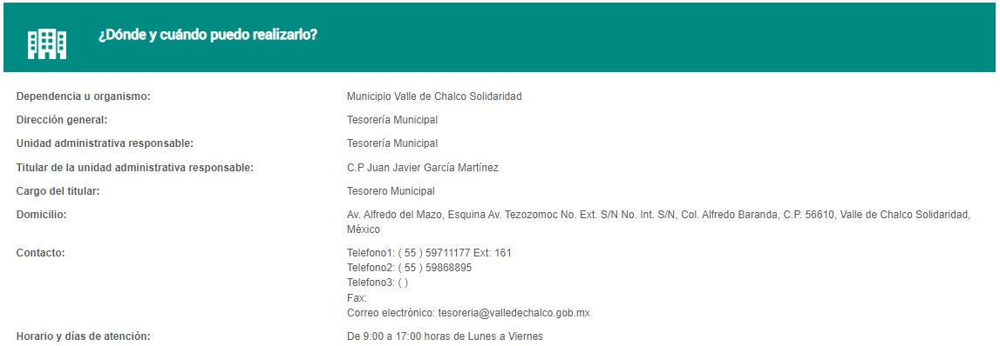 ¿Dónde y cuándo puedo realizarlo?
Dependencia u organismo: Municipio Valle de Chalco Solidaridad
Dirección general: Tesorería Municipal
Unidad administrativa responsable: Tesorería Municipal
Titular de la unidad administrativa responsable: C.P Juan Javier García Martínez
Cargo del titular: Tesorero Municipal
Domicilio: Av. Alfredo del Mazo, Esquina Av. Tezozomoc No. Ext. S/N No. Int. S/N, Col. Alfredo Baranda, C.P. 56610, Valle de Chalco Solidaridad,
México
Contacto: Telefono1: ( 55 ) 59711177 Ext: 161
Telefono2: ( 55 ) 59868895
Telefono3: ( )
Fax:
Correo electrónico: tesoreria@valledechalco.gob.mx
Horario y días de atención: De 9:00 a 17:00 horas de Lunes a Viernes